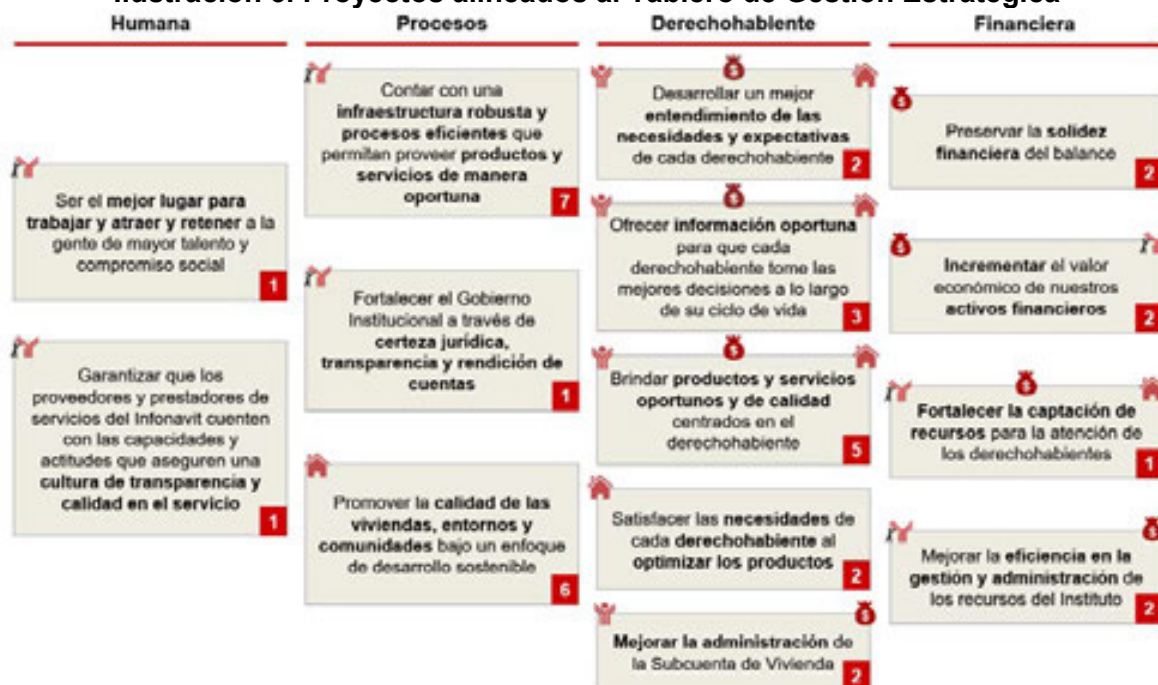 Ilustración 3. Proyectos alineados al Tablero de Gestión Estratégica
Humana
Ser el mejor lugar para
trabajar y atraer y retener a la
gente de mayor talento y
compromiso social
1
Garantizar que los
proveedores y prestadores de
servicios del Infonavit cuenten
con las capacidades y
actitudes que aseguren una
cultura de transparencia y
calidad en el servicio
1
Procesos
Contar con una
infraestructura robusta y
procesos eficientes que
permitan proveer productos y
servicios de manera
oportuna
7
Fortalecer el Gobierno
Institucional a través de
certeza jurídica,
transparencia y rendición de
cuentas
1
Promover la calidad de las
viviendas, entornos y
comunidades bajo un enfoque
de desarrollo sostenible
6
Derechohabiente
Desarrollar un mejor
entendimiento de las
necesidades y expectativas
de cada derechohabiente
2
Ofrecer información oportuna
para que cada
derechohabiente tome las
mejores decisiones a lo largo
de su ciclo de vida
3
Brindar productos y servicios
oportunos y de calidad
centrados en el
derechohabiente
5
Satisfacer las necesidades de
cada derechohabiente al
optimizar los productos
2
Mejorar la administración de
la Subcuenta de Vivienda
2
Financiera
Preservar la solidez
financiera del balance
2
Incrementar el valor
económico de nuestros
activos financieros
2
Fortalecer la captación de
recursos para la atención de
los derechohabientes
1
Mejorar la eficiencia en la
gestión y administración de
los recursos del Instituto
2